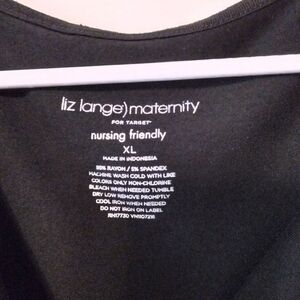 liz lange) maternity
FOR TARGET®
nursing friendly
XL
MADE IN INDONESIA
95% RAYON / 5% SPANDEX
MACHINE WASH COLD WITH LIKE
COLORS ONLY NON-CHLORINE
BLEACH WHEN NEEDED TUMBLE
DRY LOW REMOVE PROMPTLY
COOL IRON WHEN NEEDED
DO NOT IRON ON LABEL
RN17730